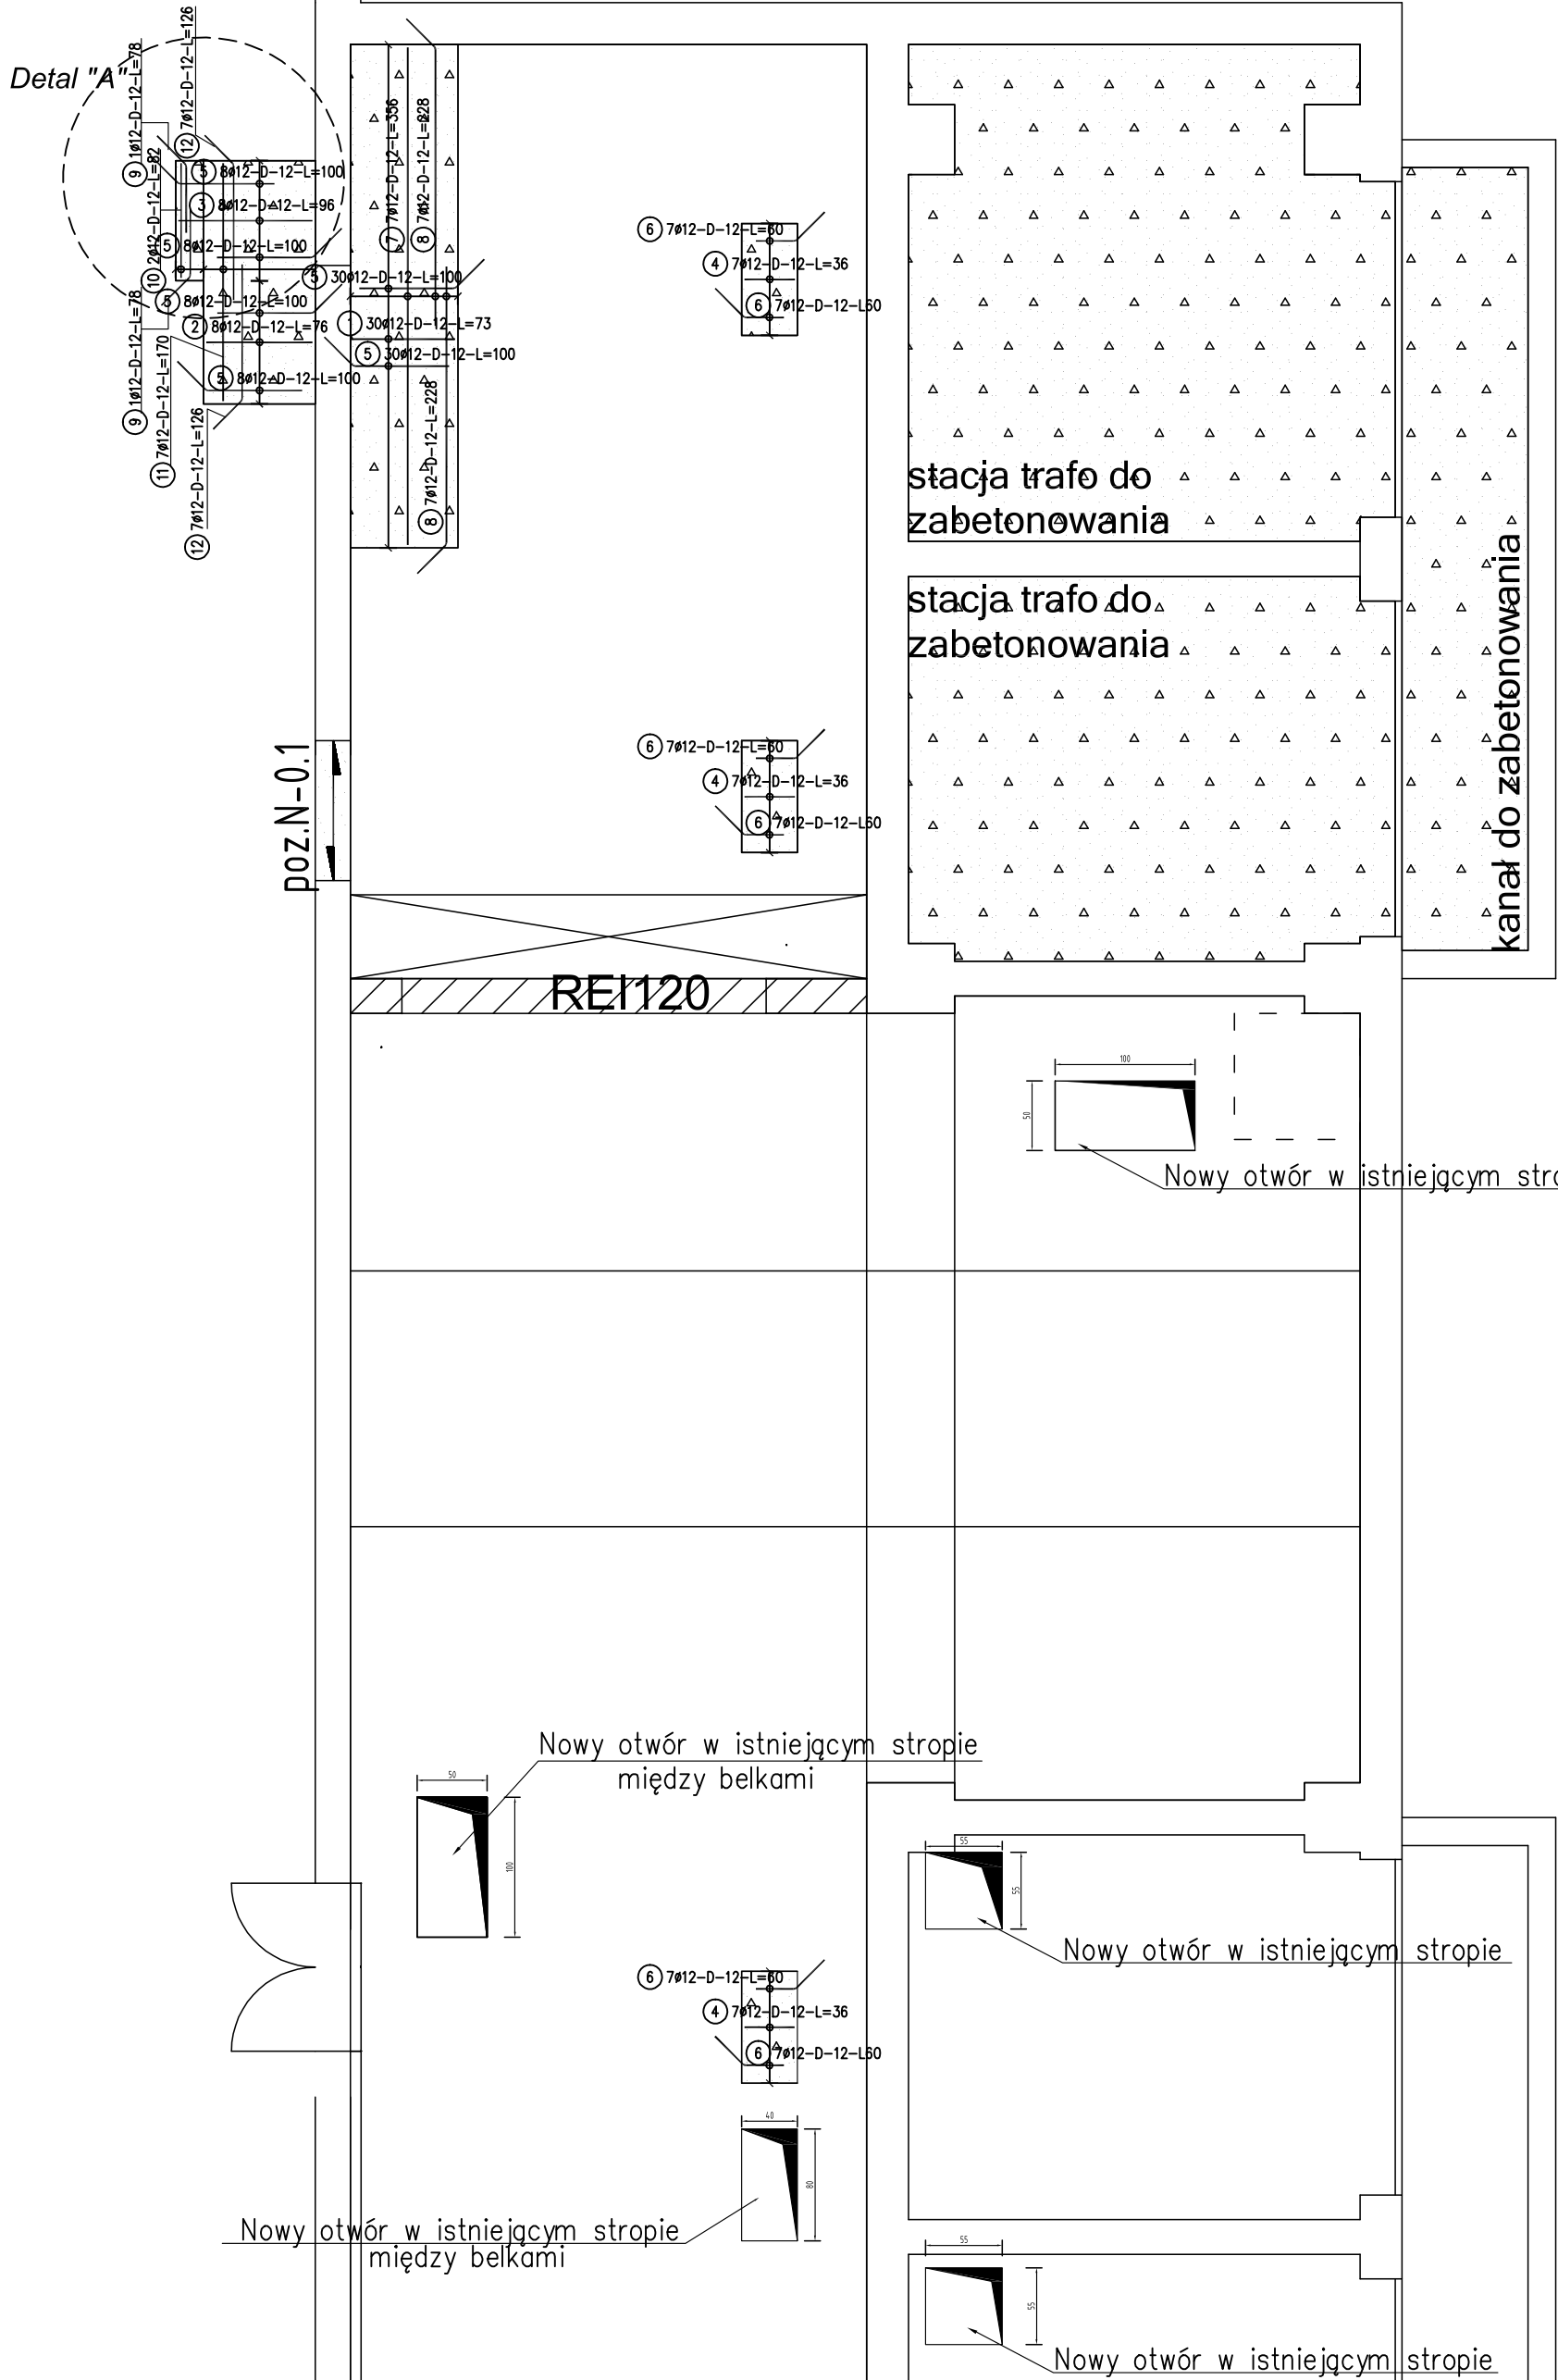 Detal "A"
9 1ø12-D-12-L=78
12 7ø12-D-12-L=126
10 2ø12-D-12-L=82
5 8ø12-D-12-L=100
3 8ø12-D-12-L=96
5 8ø12-D-12-L=100
5 8ø12-D-12-L=100
2 8ø12-D-12-L=76
5 8ø12-D-12-L=100
9 1ø12-D-12-L=78
11 7ø12-D-12-L=170
12 7ø12-D-12-L=126
7 7ø12-D-12-L=356
8 7ø12-D-12-L=228
5 30ø12-D-12-L=100
1 30ø12-D-12-L=73
5 30ø12-D-12-L=100
8 7ø12-D-12-L=228
6 7ø12-D-12-L=60
4 7ø12-D-12-L=36
6 7ø12-D-12-L60
stacja trafo do
zabetonowania
stacja trafo do
zabetonowania
kanał do zabetonowania
poz.N-0.1
6 7ø12-D-12-L=60
4 7ø12-D-12-L=36
6 7ø12-D-12-L60
REI120
100
50
Nowy otwór w istniejącym stro
Nowy otwór w istniejącym stropie
między belkami
50
100
55
55
Nowy otwór w istniejącym stropie
6 7ø12-D-12-L=60
4 7ø12-D-12-L=36
6 7ø12-D-12-L60
40
80
Nowy otwór w istniejącym stropie
między belkami
55
55
Nowy otwór w istniejącym stropie